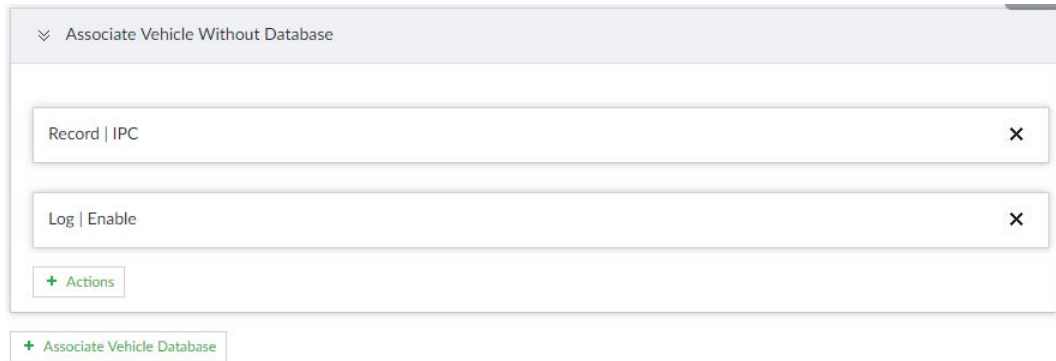 Associate Vehicle Without Database
Record | IPC
Log | Enable
+ Actions
+ Associate Vehicle Database